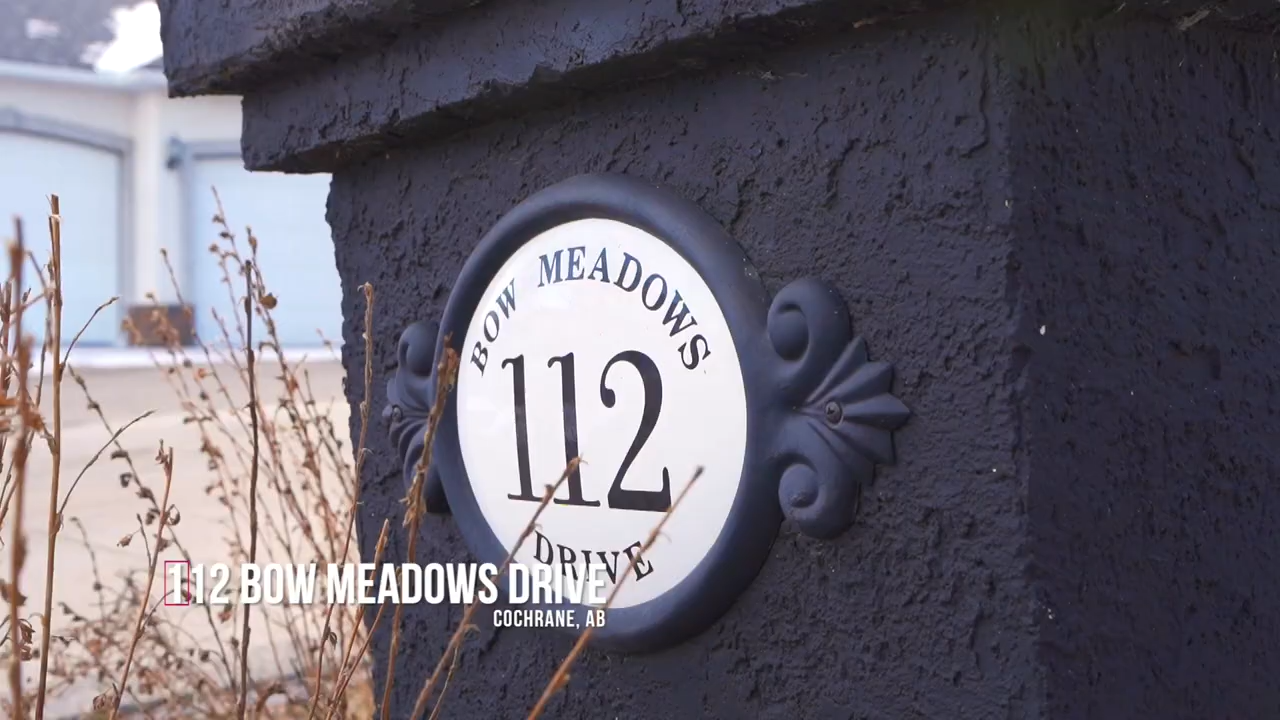 BOW MEADOWS
112
DRIVE
112 BOW MEADOWS DRIVE
COCHRANE, AB